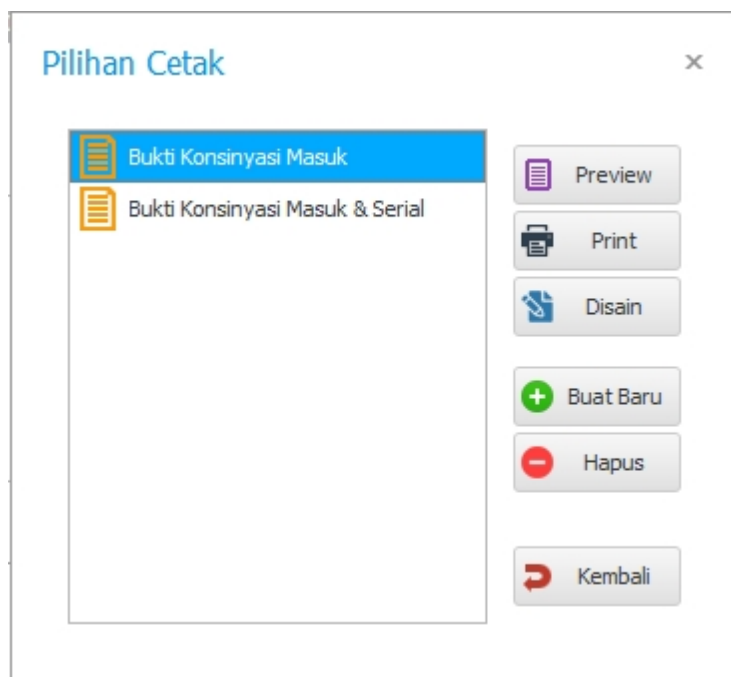 Pilihan Cetak
Bukti Konsinyasi Masuk
Bukti Konsinyasi Masuk & Serial
Preview
Print
Disain
Buat Baru
Hapus
Kembali